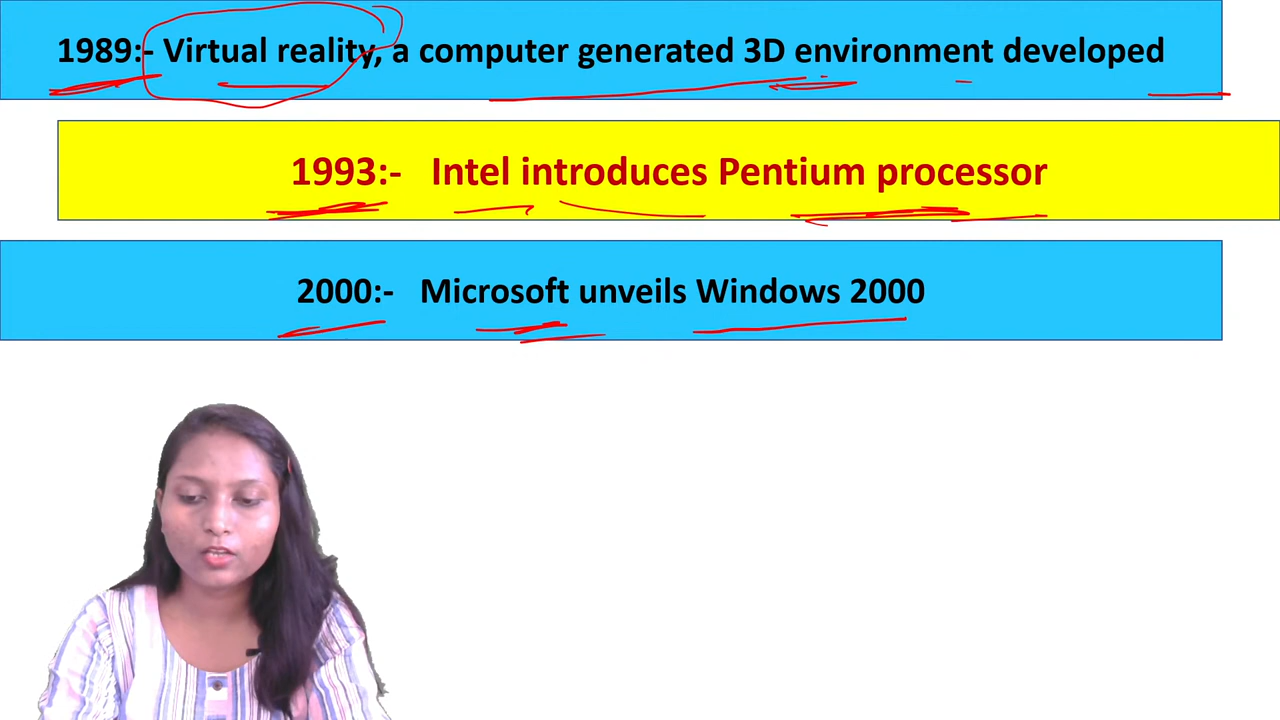 1989:- Virtual reality, a computer generated 3D environment developed
1993:- Intel introduces Pentium processor
2000:- Microsoft unveils Windows 2000